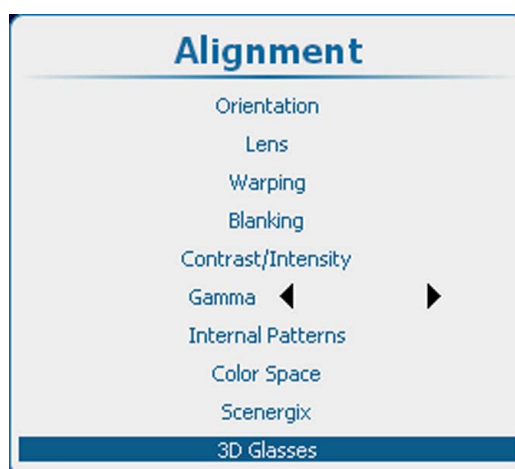 Alignment
Orientation
Lens
Warping
Blanking
Contrast/Intensity
Gamma
Internal Patterns
Color Space
Scenergix
3D Glasses